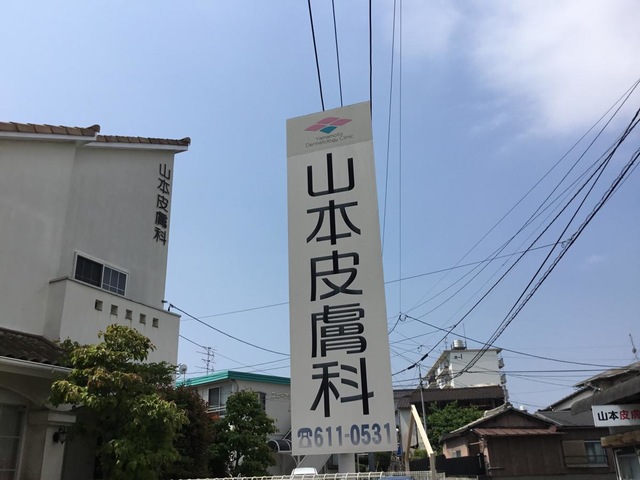 Yamamoto
Dermatology Clinic
山本皮膚科
☎611-0531
山本皮膚科
山本皮膚